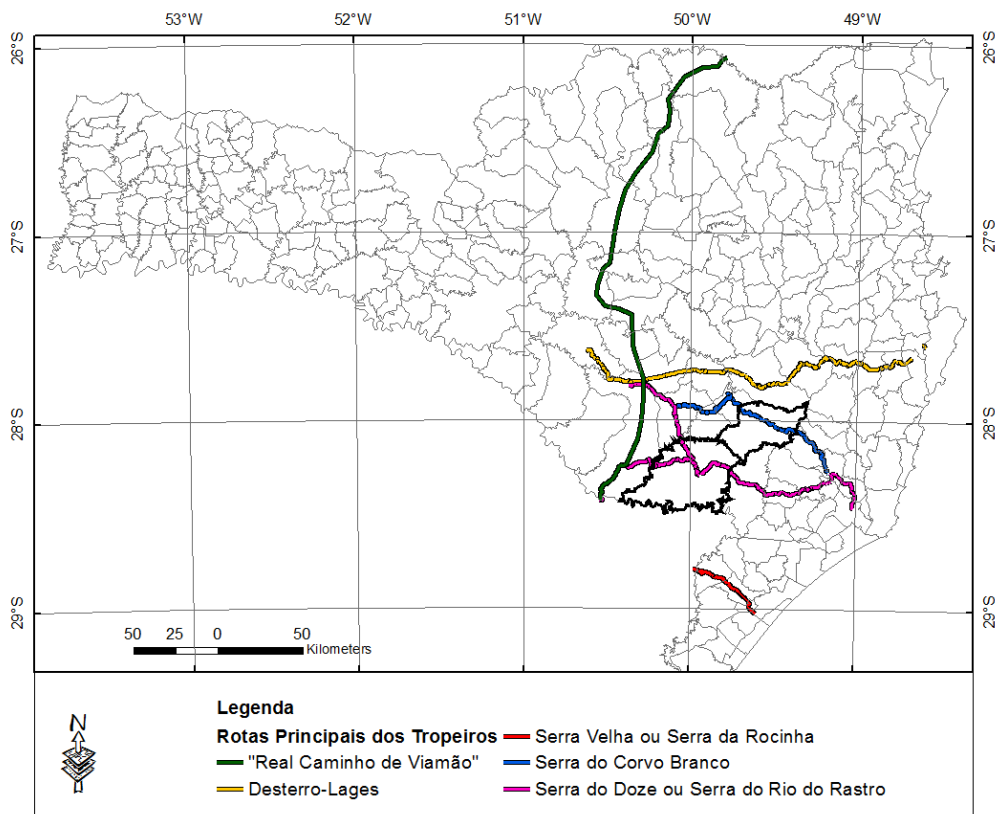 53°W 52°W 51°W 50°W 49°W
26°S 26°S
27°S 27°S
28°S 28°S
29°S 29°S
50 25 0 50
Kilometers
N
Legenda
Rotas Principais dos Tropeiros
"Real Caminho de Viamão"
Desterro-Lages
Serra Velha ou Serra da Rocinha
Serra do Corvo Branco
Serra do Doze ou Serra do Rio do Rastro